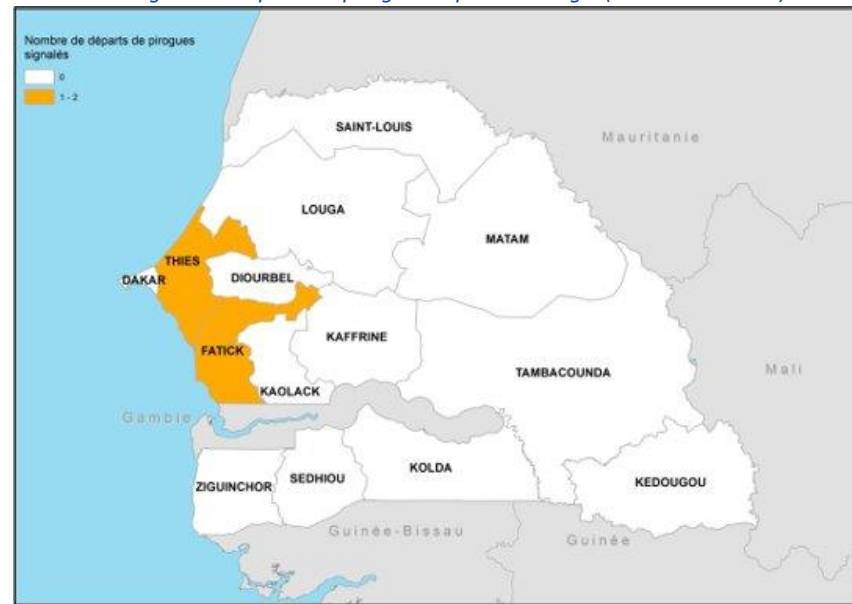 Nombre de départs de pirogues
signalés
0
1 - 2
SAINT-LOUIS
Mauritanie
LOUGA
MATAM
THIES
DAKAR
DIOURBEL
KAFFRINE
FATICK
TAMBACOUNDA
Mali
KAOLACK
Gambie
KOLDA
SEDHIOU
ZIGUINCHOR
KEDOUGOU
Guinée-Bissau
Guinée